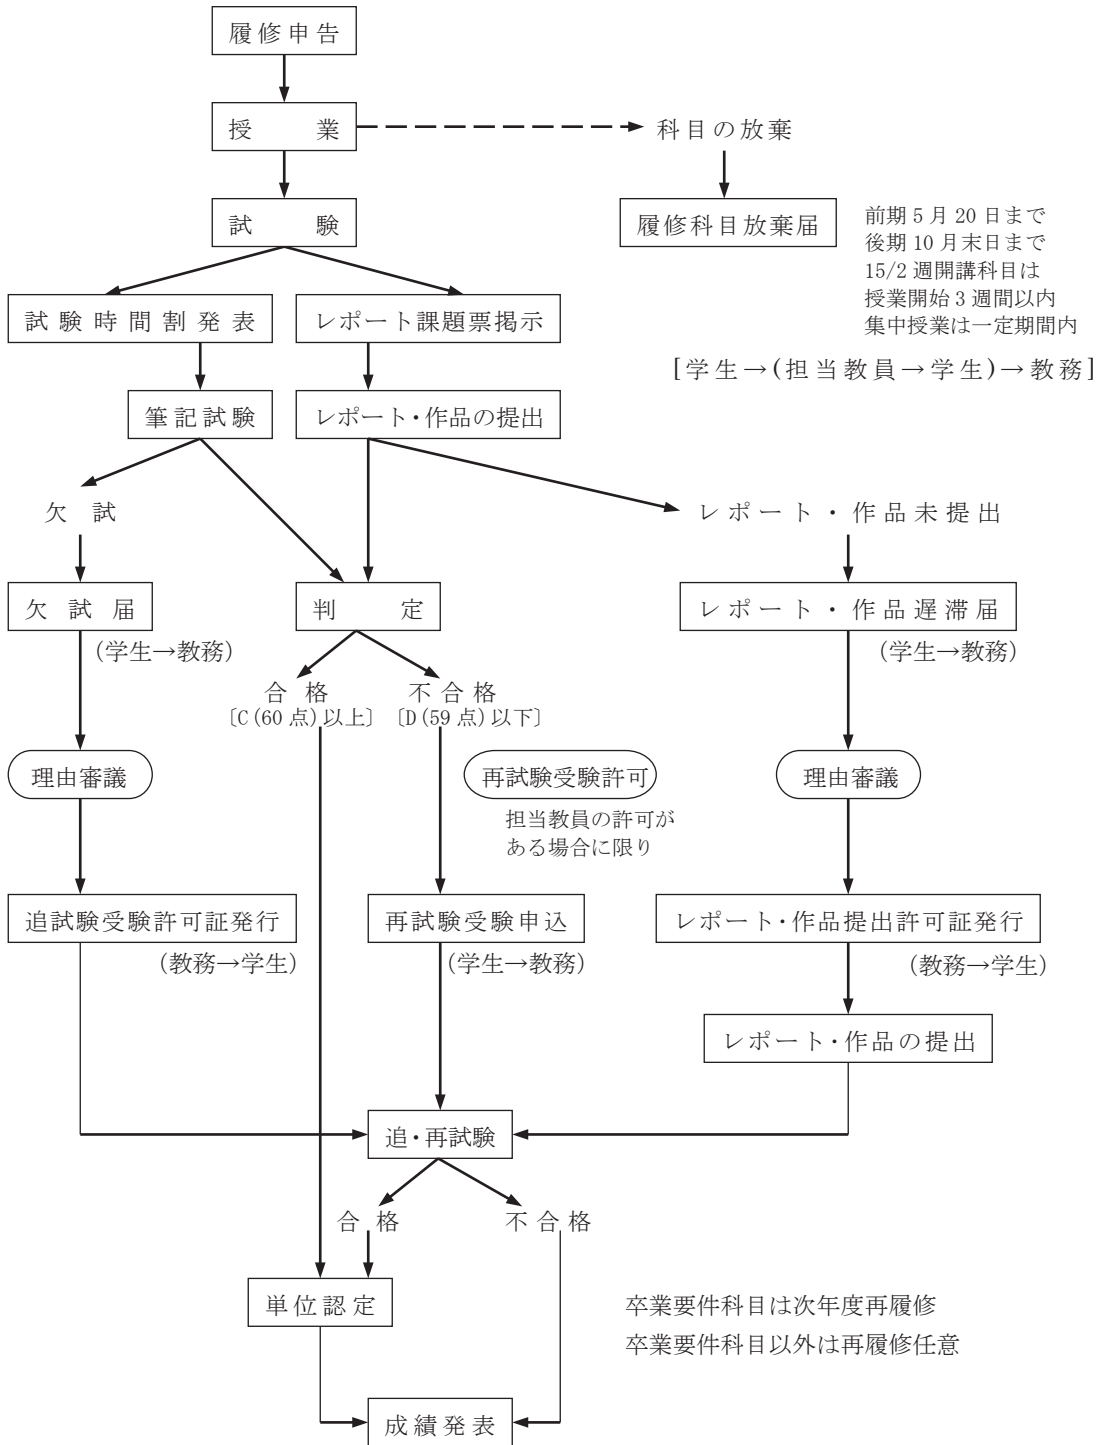 履修申告
授業
科目の放棄
試験
履修科目放棄届
前期5月20日まで
後期10月末日まで
15/2週開講科目は
授業開始3週間以内
集中授業は一定期間内
[学生→(担当教員→学生)→教務]
試験時間割発表
レポート課題票掲示
筆記試験
レポート・作品の提出
欠試
レポート・作品未提出
欠試届
判定
レポート・作品遅滞届
(学生→教務)
(学生→教務)
合格
不合格
〔C(60点)以上〕
〔D(59点)以下〕
理由審議
再試験受験許可
理由審議
担当教員の許可が
ある場合に限り
追試験受験許可証発行
再試験受験申込
レポート・作品提出許可証発行
(教務→学生)
(学生→教務)
(教務→学生)
レポート・作品の提出
追・再試験
合格
不合格
単位認定
卒業要件科目は次年度再履修
卒業要件科目以外は再履修任意
成績発表